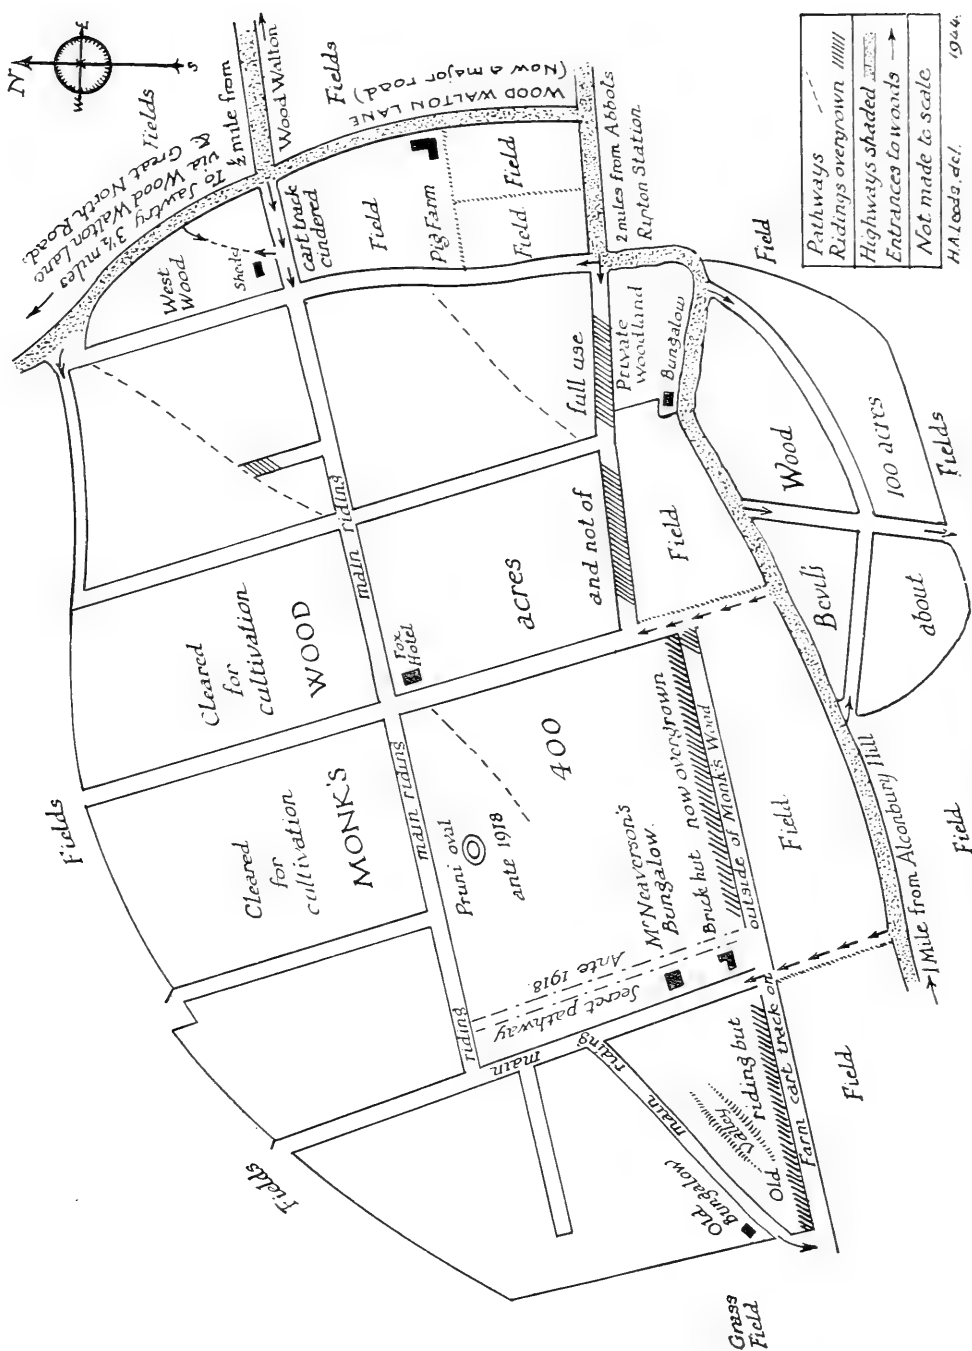 N
E
S
W
Fields
½ mile from
Wood Walton
To Sawtry 3½ miles
via Wood Walton Lane
& Great North Road.
Fields
WOOD WALTON LANE
(Now a major road)
West
Wood
Sheds
Cart track
cindered
Field
Pig Farm
Field
Field
2 miles from Abbots
Ripton Station
Pathways
Ridings overgrown
Highways shaded
Entrances to woods
Not made to scale
H.A.Leeds. del. 1944.
Field
Private
Woodland
Bungalow
full use
and not of
Field
Wood
100 acres
Fields
Bevill's
about
main riding
Cleared
for
cultivation
WOOD
Fox
Hotel
acres
Fields
Cleared
for
cultivation
MONK'S
main riding
Pruni oval
ante 1918
400
Mr Neaverson's
Bungalow.
Brick hut
now overgrown
outside of Monk's Wood
Field
1 Mile from Alconbury Hill
Field
riding
Ante 1918.
Secret pathway
main
riding
main
Valley
Old
riding but
Farm cart track on
Field
Fields
Old
Bungalow
Grass
Field